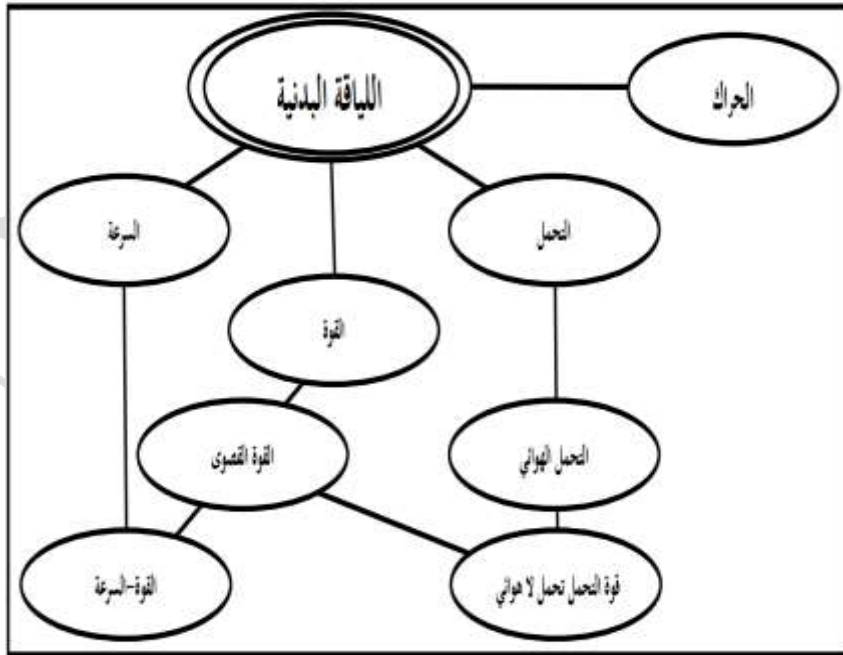 اللياقة البدنية
الحراك
السرعة
التحمل
القوة
القوة القصوى
التحمل الهوائي
القوة–السرعة
قوة التحمل تحمل لا هوائي